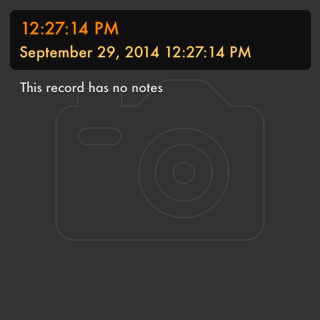 12:27:14 PM
September 29, 2014 12:27:14 PM
This record has no notes